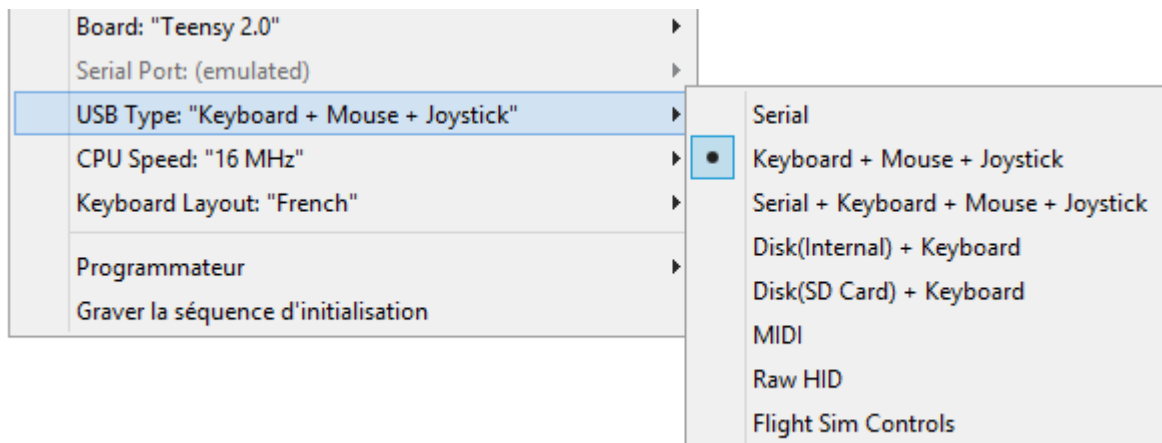 Board: "Teensy 2.0"
Serial Port: (emulated)
USB Type: "Keyboard + Mouse + Joystick"
CPU Speed: "16 MHz"
Keyboard Layout: "French"
Programmateur
Graver la séquence d'initialisation
Serial
Keyboard + Mouse + Joystick
Serial + Keyboard + Mouse + Joystick
Disk(Internal) + Keyboard
Disk(SD Card) + Keyboard
MIDI
Raw HID
Flight Sim Controls